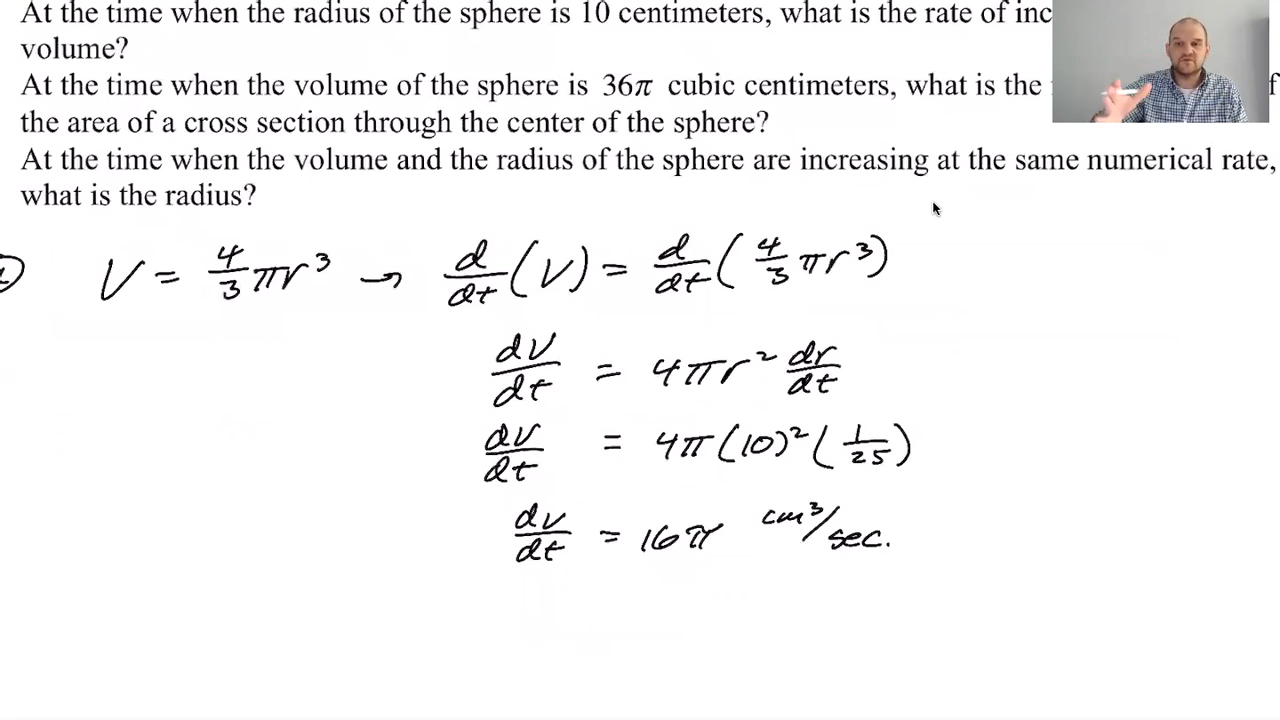 At the time when the radius of the sphere is 10 centimeters, what is the rate of inc
volume?
At the time when the volume of the sphere is 36π cubic centimeters, what is the
the area of a cross section through the center of the sphere?
At the time when the volume and the radius of the sphere are increasing at the same numerical rate,
what is the radius?
V = 4/3 πr³ → d/dt (V) = d/dt (4/3 πr³)
dV/dt = 4πr² dr/dt
dV/dt = 4π(10)² (1/25)
dV/dt = 16π cm³/sec.